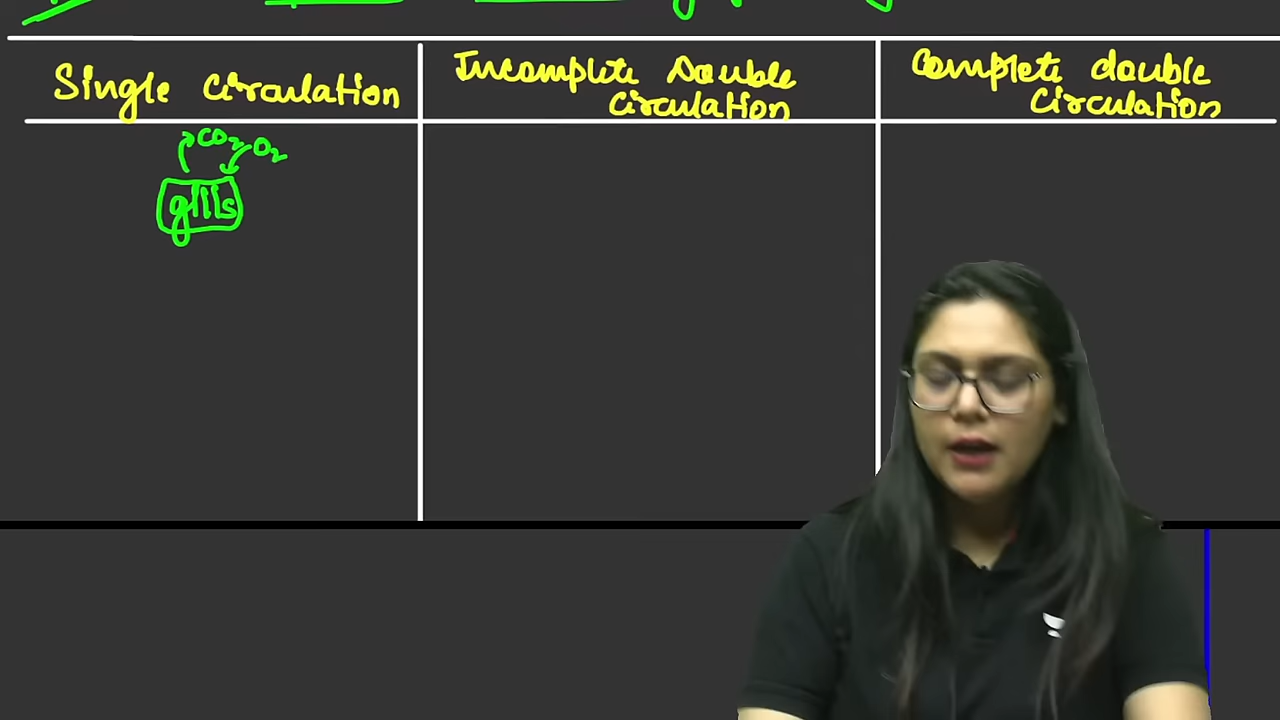 Single Circulation
Incomplete Double
Circulation
Complete double
Circulation
CO2 O2
gills